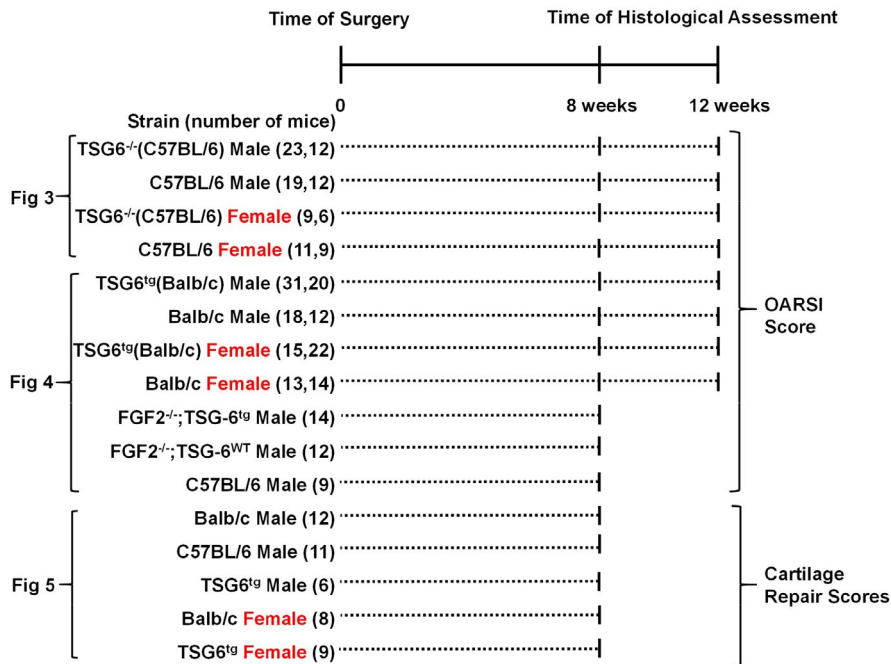 Time of Surgery
Time of Histological Assessment
0
8 weeks
12 weeks
Strain (number of mice)
TSG6-/-(C57BL/6) Male (23,12)
C57BL/6 Male (19,12)
Fig 3
TSG6-/-(C57BL/6) Female (9,6)
C57BL/6 Female (11,9)
TSG6tg(Balb/c) Male (31,20)
Balb/c Male (18,12)
OARSI
Score
TSG6tg(Balb/c) Female (15,22)
Fig 4
Balb/c Female (13,14)
FGF2-/-;TSG-6tg Male (14)
FGF2-/-;TSG-6WT Male (12)
C57BL/6 Male (9)
Balb/c Male (12)
C57BL/6 Male (11)
Fig 5
TSG6tg Male (6)
Cartilage
Repair Scores
Balb/c Female (8)
TSG6tg Female (9)